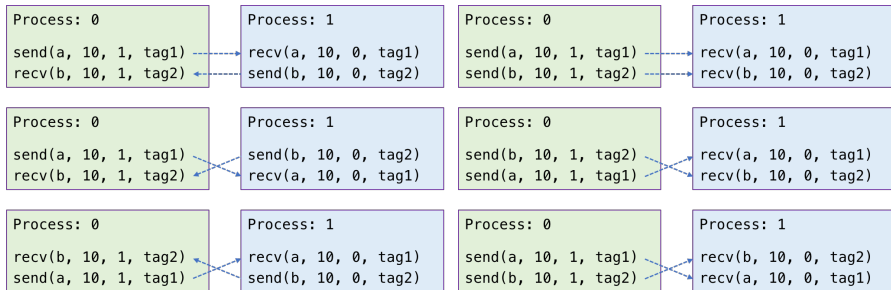 Process: 0
send(a, 10, 1, tag1)
recv(b, 10, 1, tag2)
Process: 1
recv(a, 10, 0, tag1)
send(b, 10, 0, tag2)
Process: 0
send(a, 10, 1, tag1)
send(b, 10, 1, tag2)
Process: 1
recv(a, 10, 0, tag1)
recv(b, 10, 0, tag2)
Process: 0
send(a, 10, 1, tag1)
recv(b, 10, 1, tag2)
Process: 1
send(b, 10, 0, tag2)
recv(a, 10, 0, tag1)
Process: 0
send(b, 10, 1, tag2)
send(a, 10, 1, tag1)
Process: 1
recv(a, 10, 0, tag1)
recv(b, 10, 0, tag2)
Process: 0
recv(b, 10, 1, tag2)
send(a, 10, 1, tag1)
Process: 1
recv(a, 10, 0, tag1)
send(b, 10, 0, tag2)
Process: 0
send(a, 10, 1, tag1)
send(b, 10, 1, tag2)
Process: 1
recv(b, 10, 0, tag2)
recv(a, 10, 0, tag1)